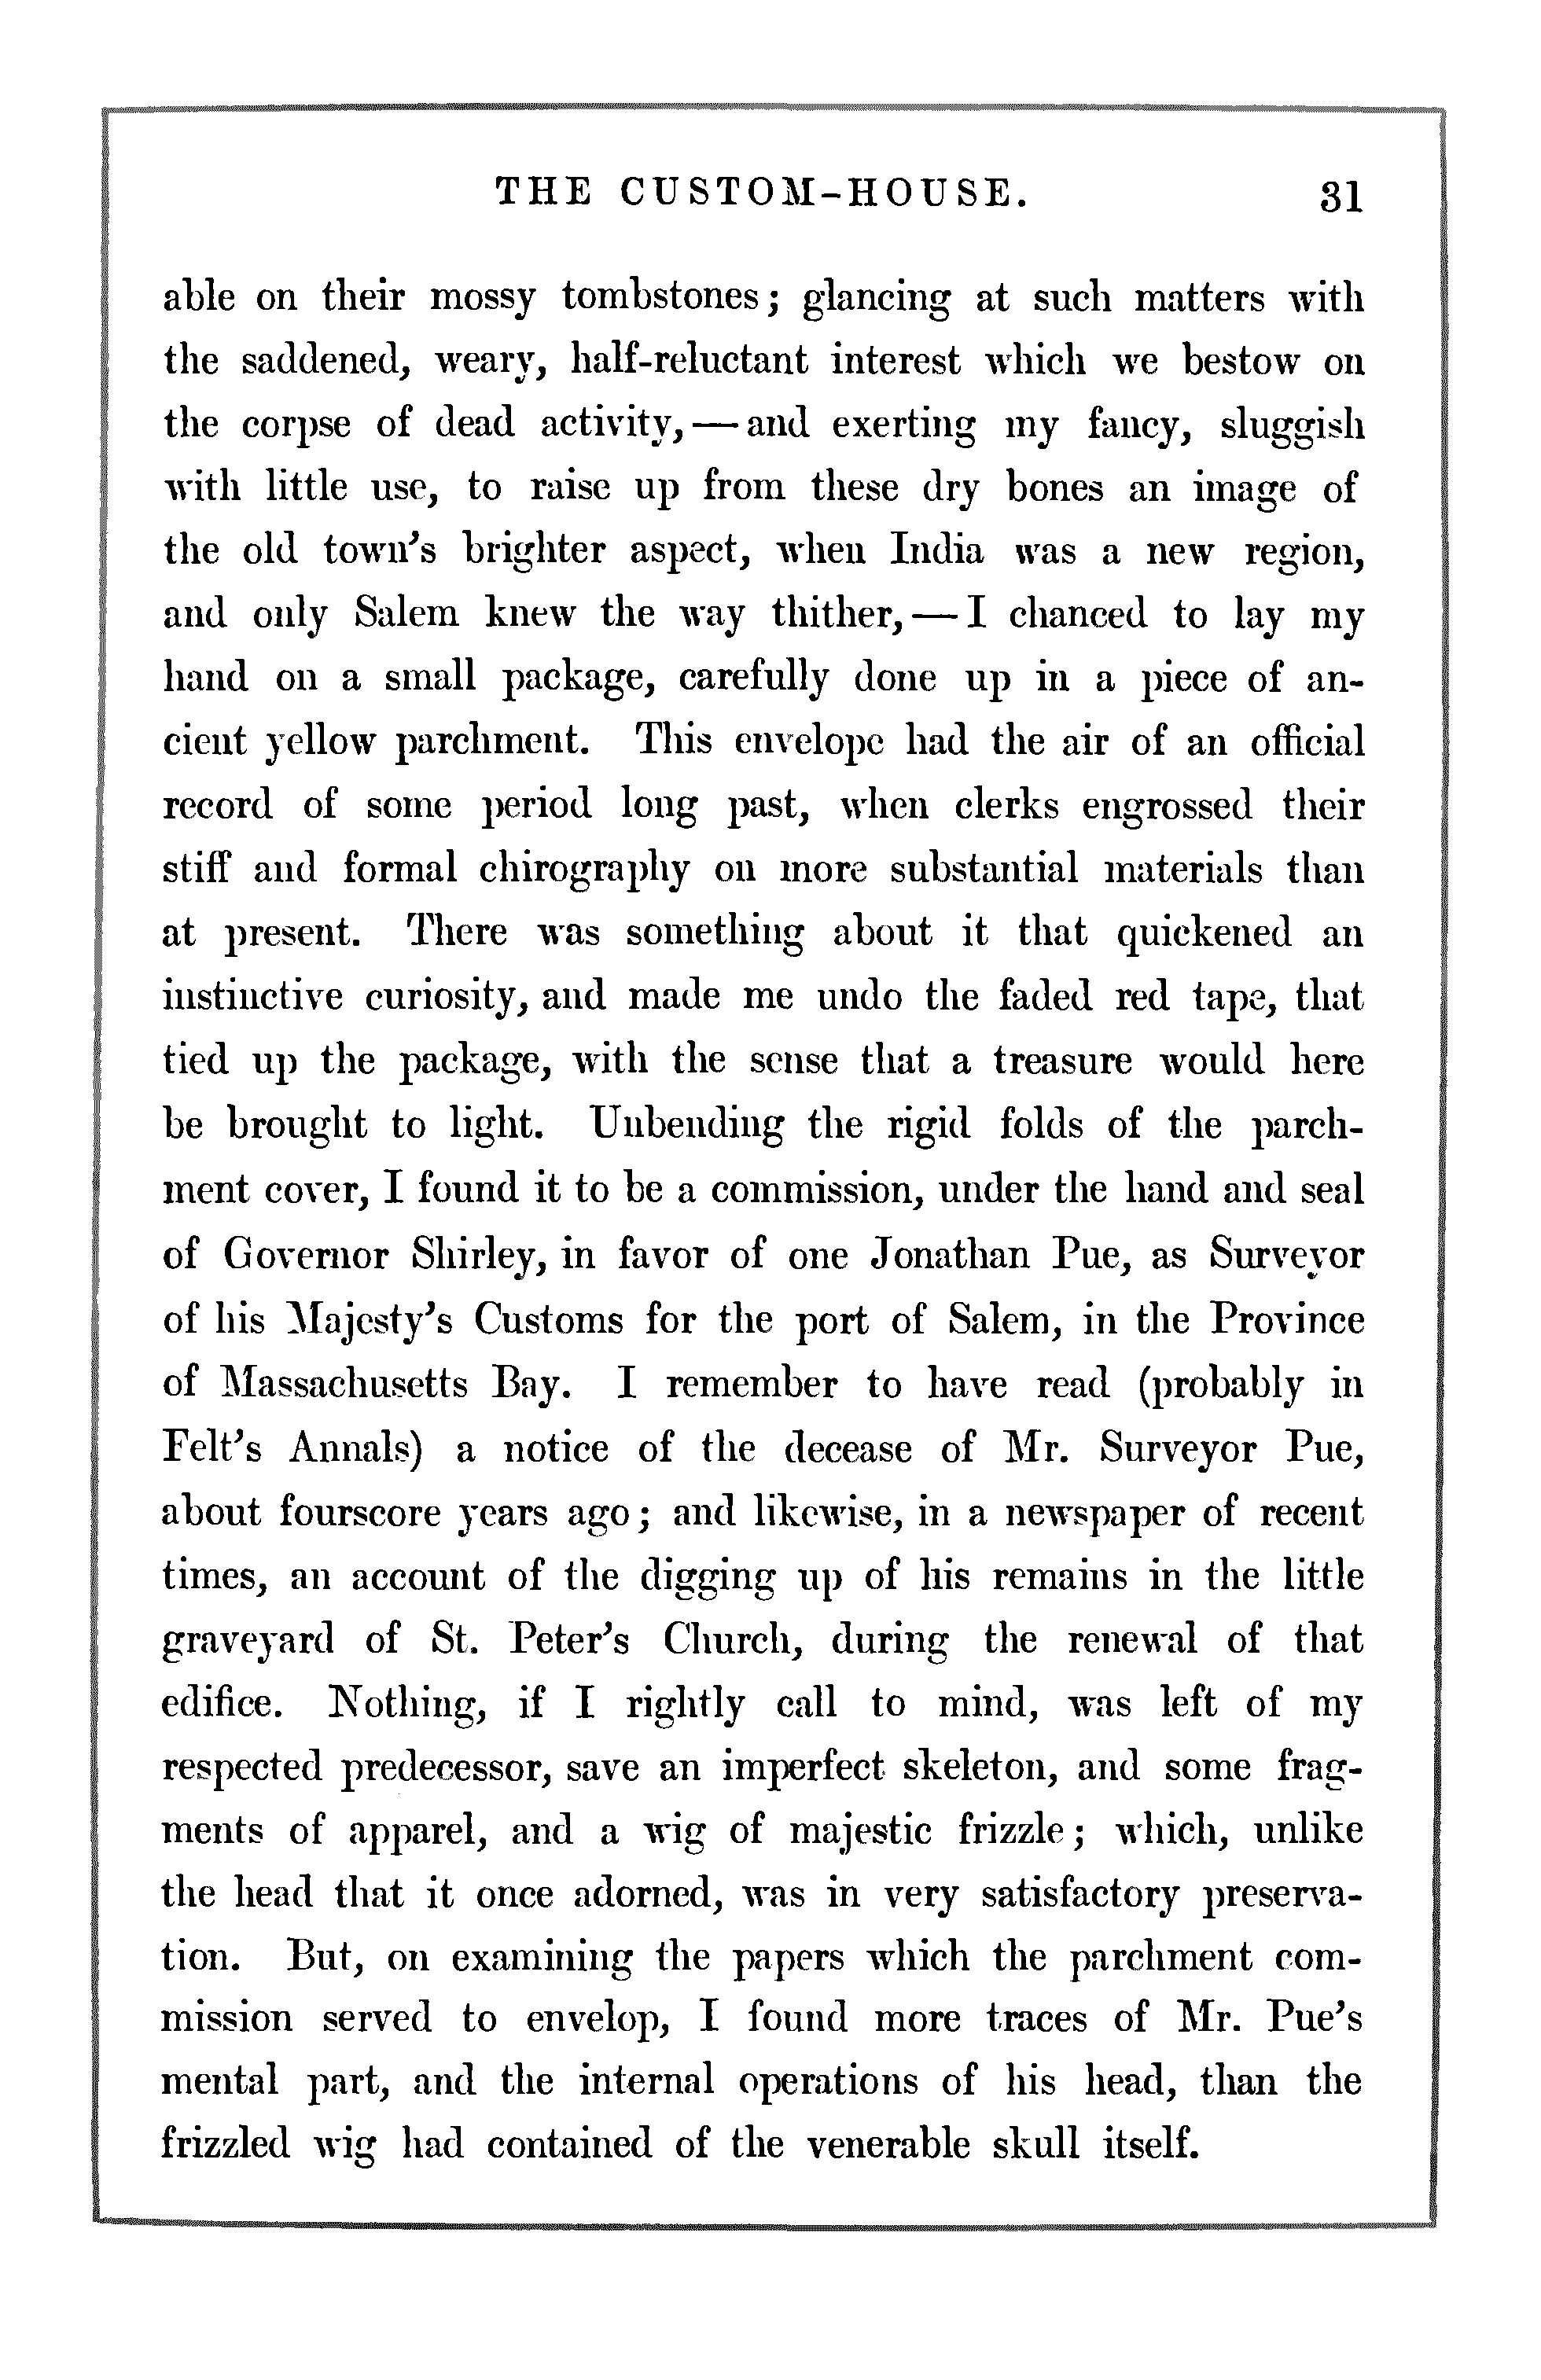 THE CUSTOM-HOUSE. 31
able on their mossy tombstones; glancing at such matters with
the saddened, weary, half-reluctant interest which we bestow on
the corpse of dead activity,—and exerting my fancy, sluggish
with little use, to raise up from these dry bones an image of
the old town's brighter aspect, when India was a new region,
and only Salem knew the way thither,—I chanced to lay my
hand on a small package, carefully done up in a piece of an-
cient yellow parchment. This envelope had the air of an official
record of some period long past, when clerks engrossed their
stiff and formal chirography on more substantial materials than
at present. There was something about it that quickened an
instinctive curiosity, and made me undo the faded red tape, that
tied up the package, with the sense that a treasure would here
be brought to light. Unbending the rigid folds of the parch-
ment cover, I found it to be a commission, under the hand and seal
of Governor Shirley, in favor of one Jonathan Pue, as Surveyor
of his Majesty's Customs for the port of Salem, in the Province
of Massachusetts Bay. I remember to have read (probably in
Felt's Annals) a notice of the decease of Mr. Surveyor Pue,
about fourscore years ago; and likewise, in a newspaper of recent
times, an account of the digging up of his remains in the little
graveyard of St. Peter's Church, during the renewal of that
edifice. Nothing, if I rightly call to mind, was left of my
respected predecessor, save an imperfect skeleton, and some frag-
ments of apparel, and a wig of majestic frizzle; which, unlike
the head that it once adorned, was in very satisfactory preserva-
tion. But, on examining the papers which the parchment com-
mission served to envelop, I found more traces of Mr. Pue's
mental part, and the internal operations of his head, than the
frizzled wig had contained of the venerable skull itself.